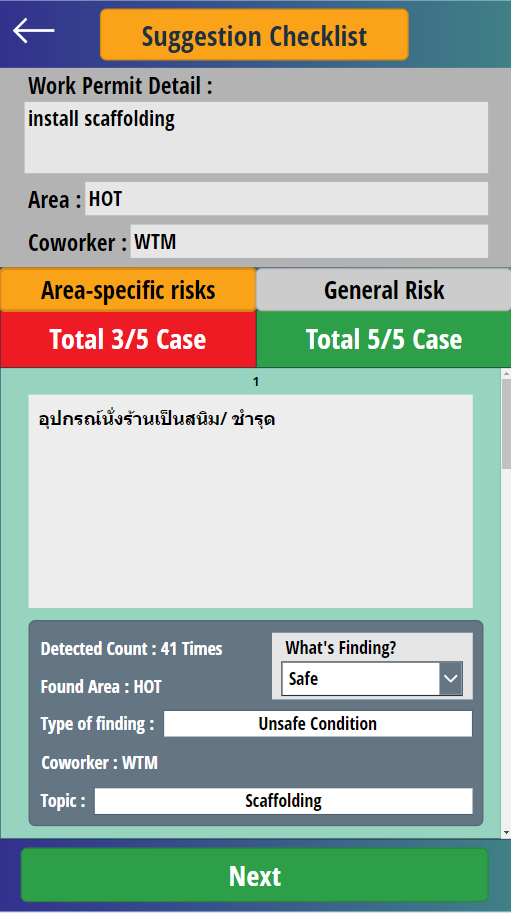 Suggestion Checklist
Work Permit Detail :
install scaffolding
Area : HOT
Coworker : WTM
Area-specific risks
General Risk
Total 3/5 Case
Total 5/5 Case
1
อุปกรณ์นั่งร้านเป็นสนิม/ ชำรุด
Detected Count : 41 Times
What's Finding?
Safe
Found Area : HOT
Type of finding : Unsafe Condition
Coworker : WTM
Topic : Scaffolding
Next